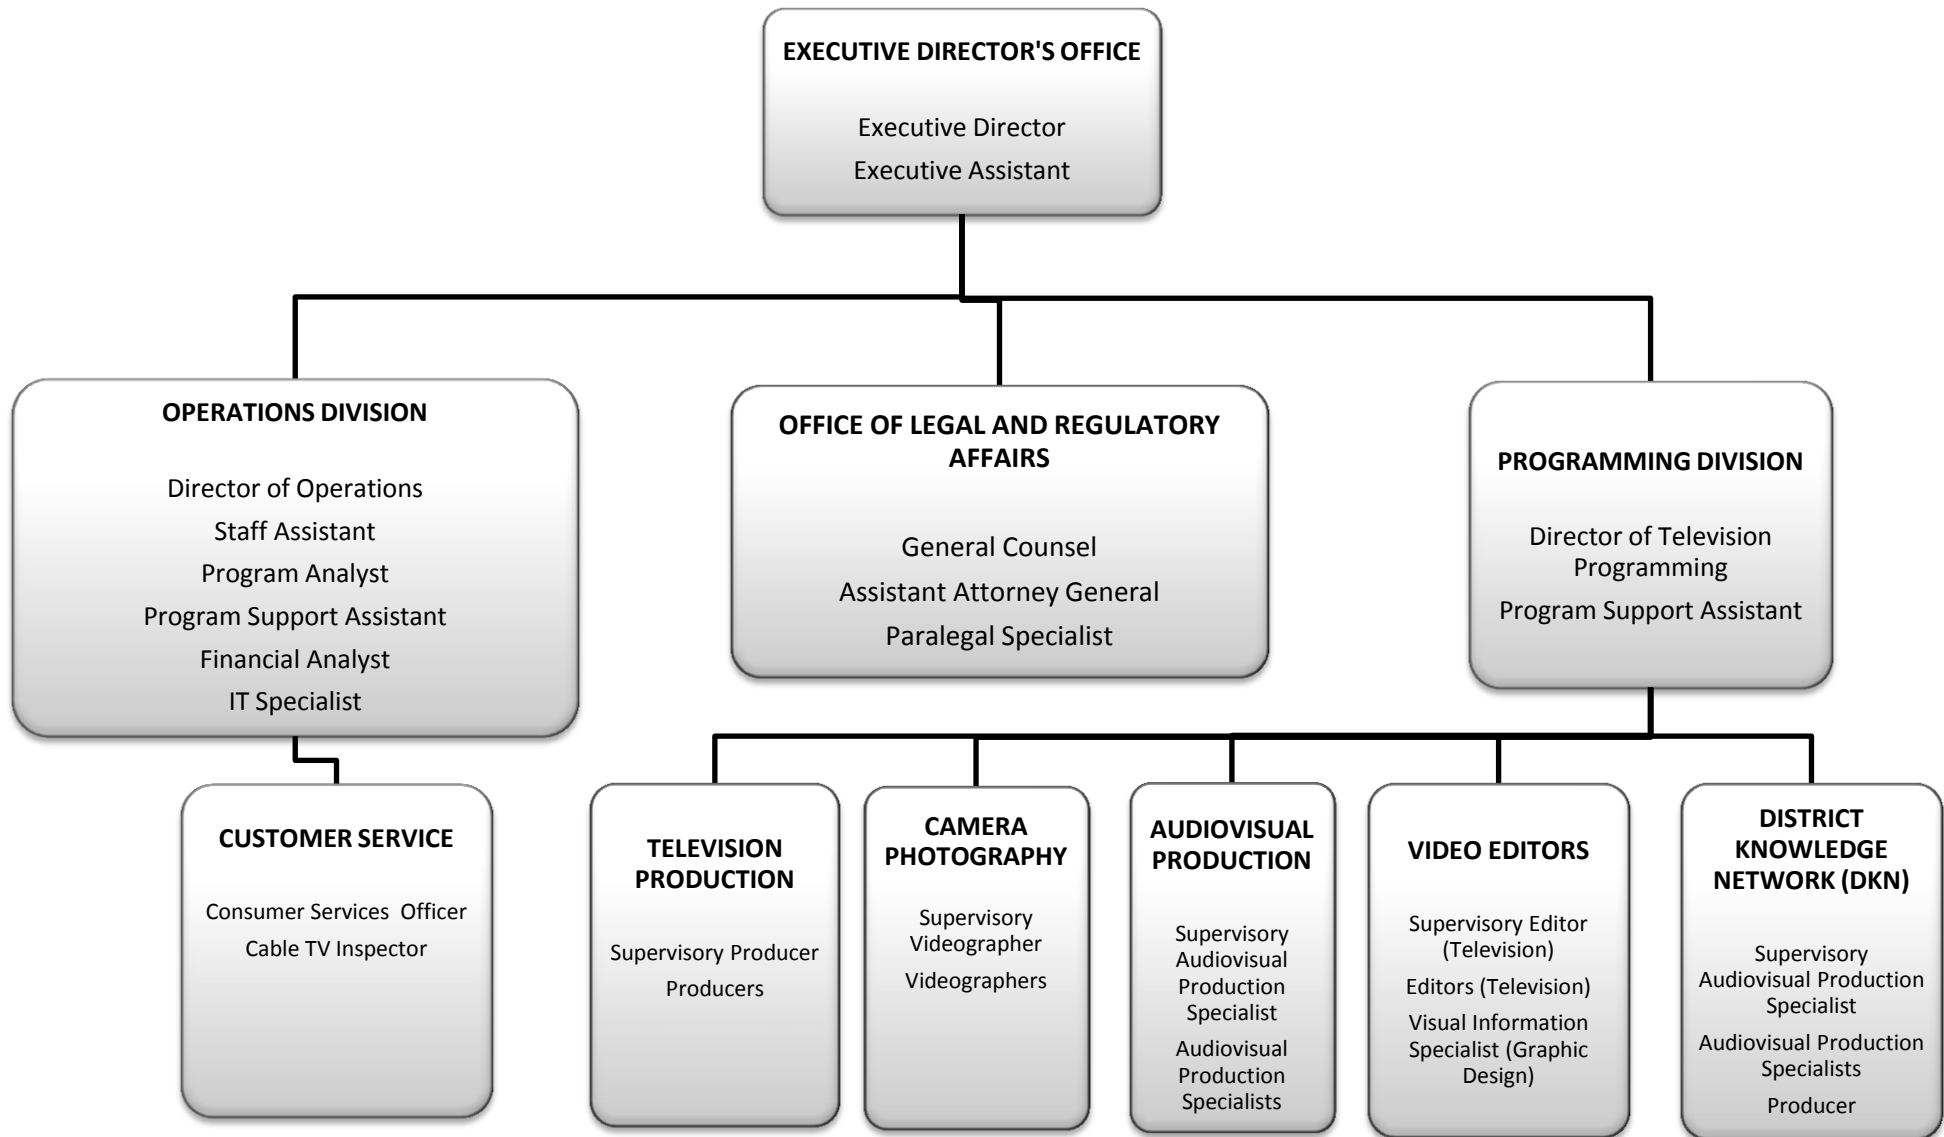 EXECUTIVE DIRECTOR'S OFFICE
Executive Director
Executive Assistant
OPERATIONS DIVISION
Director of Operations
Staff Assistant
Program Analyst
Program Support Assistant
Financial Analyst
IT Specialist
OFFICE OF LEGAL AND REGULATORY
AFFAIRS
General Counsel
Assistant Attorney General
Paralegal Specialist
PROGRAMMING DIVISION
Director of Television
Programming
Program Support Assistant
CUSTOMER SERVICE
Consumer Services Officer
Cable TV Inspector
TELEVISION
PRODUCTION
Supervisory Producer
Producers
CAMERA
PHOTOGRAPHY
Supervisory
Videographer
Videographers
AUDIOVISUAL
PRODUCTION
Supervisory
Audiovisual
Production
Specialist
Audiovisual
Production
Specialists
VIDEO EDITORS
Supervisory Editor
(Television)
Editors (Television)
Visual Information
Specialist (Graphic
Design)
DISTRICT
KNOWLEDGE
NETWORK (DKN)
Supervisory
Audiovisual Production
Specialist
Audiovisual Production
Specialists
Producer